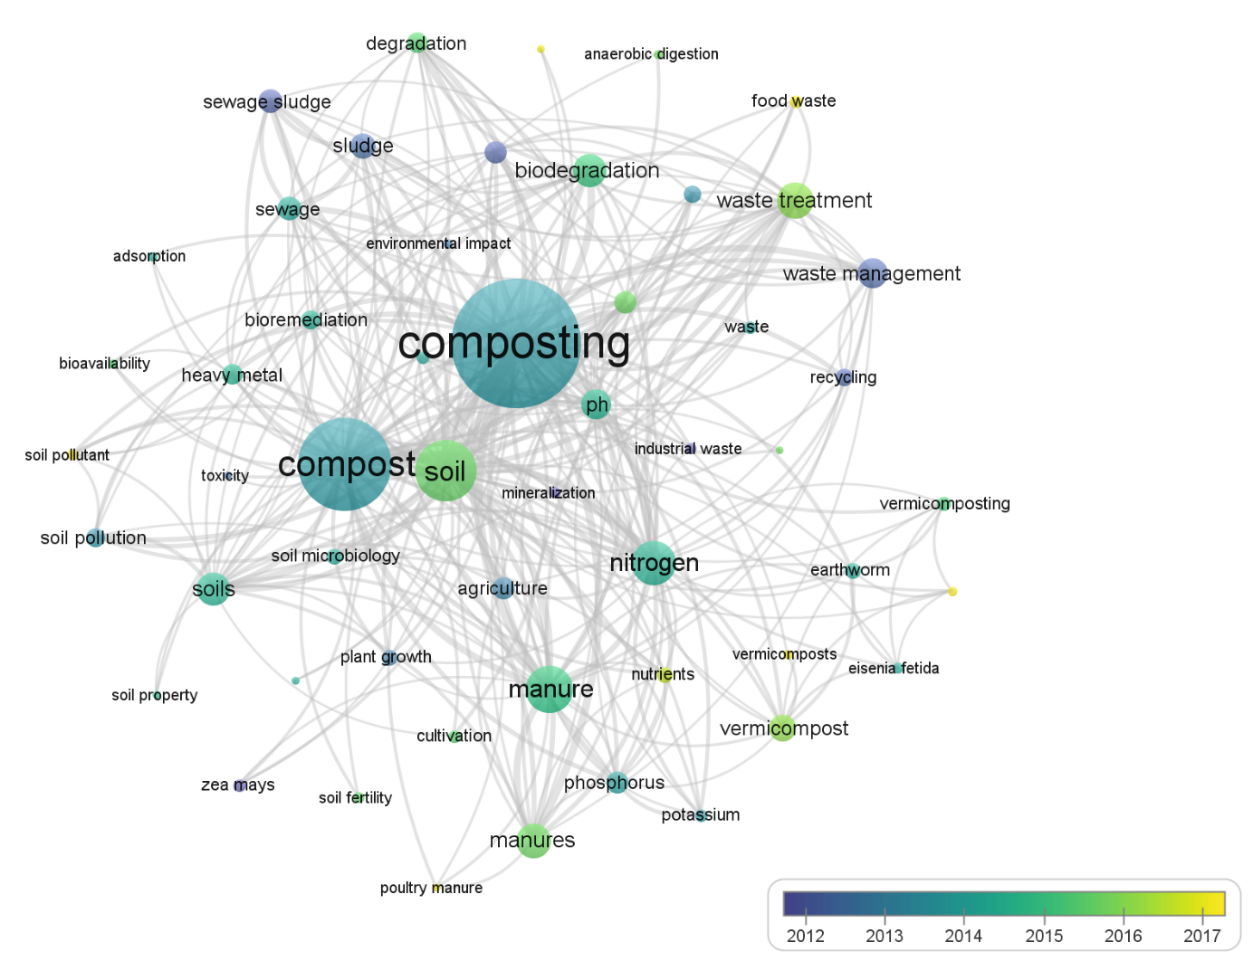 degradation
anaerobic digestion
sewage sludge
food waste
sludge
biodegradation
waste treatment
sewage
environmental impact
adsorption
waste management
bioremediation
waste
composting
bioavailability
heavy metal
recycling
ph
industrial waste
soil pollutant
compost
soil
toxicity
mineralization
vermicomposting
soil pollution
soil microbiology
nitrogen
earthworm
soils
agriculture
plant growth
vermicomposts
eisenia fetida
nutrients
soil property
manure
vermicompost
cultivation
zea mays
phosphorus
soil fertility
potassium
manures
poultry manure
2012 2013 2014 2015 2016 2017